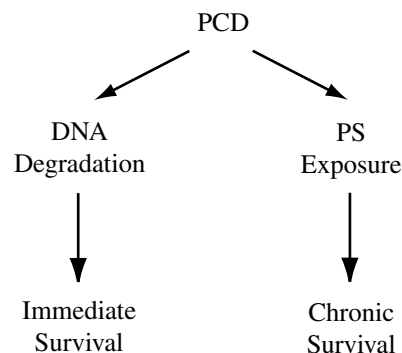 PCD
DNA
Degradation
PS
Exposure
Immediate
Survival
Chronic
Survival